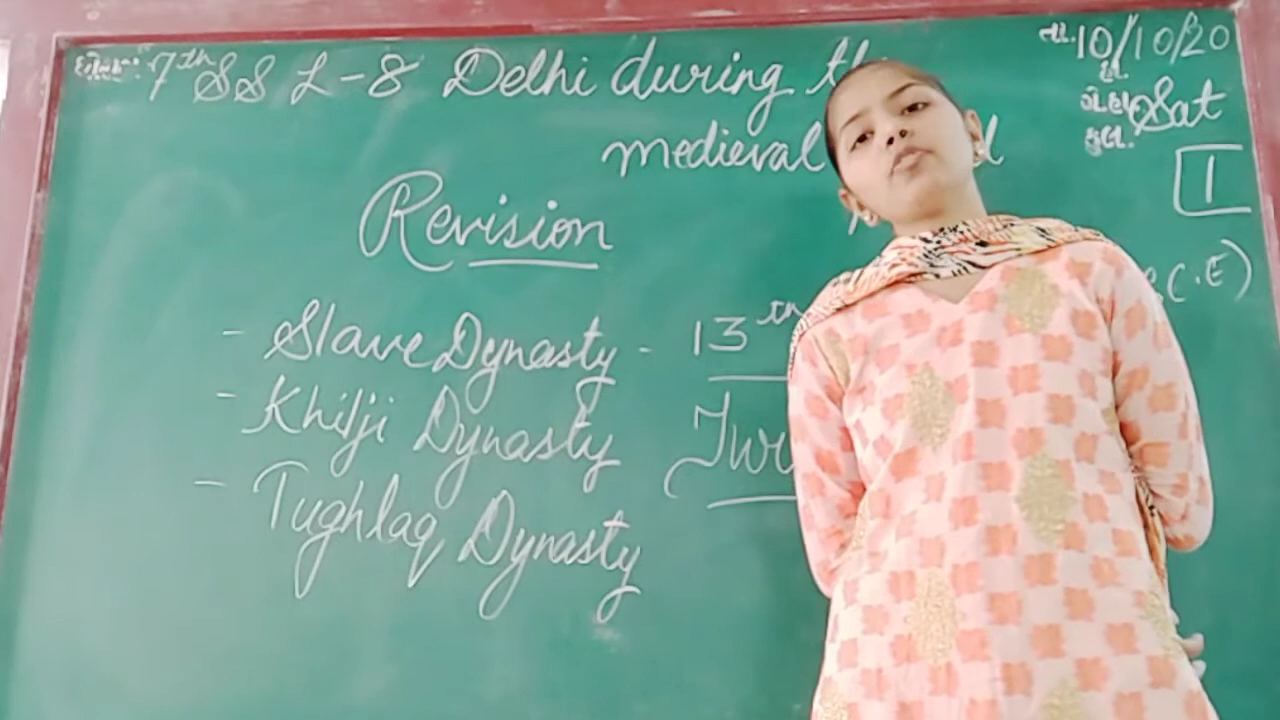 7th SS L-8 Delhi during
તા. 10/10/20
medieval
Sat
Revision
1
- Slave Dynasty - 13th
(C.E)
- Khilji Dynasty
- Tughlaq Dynasty